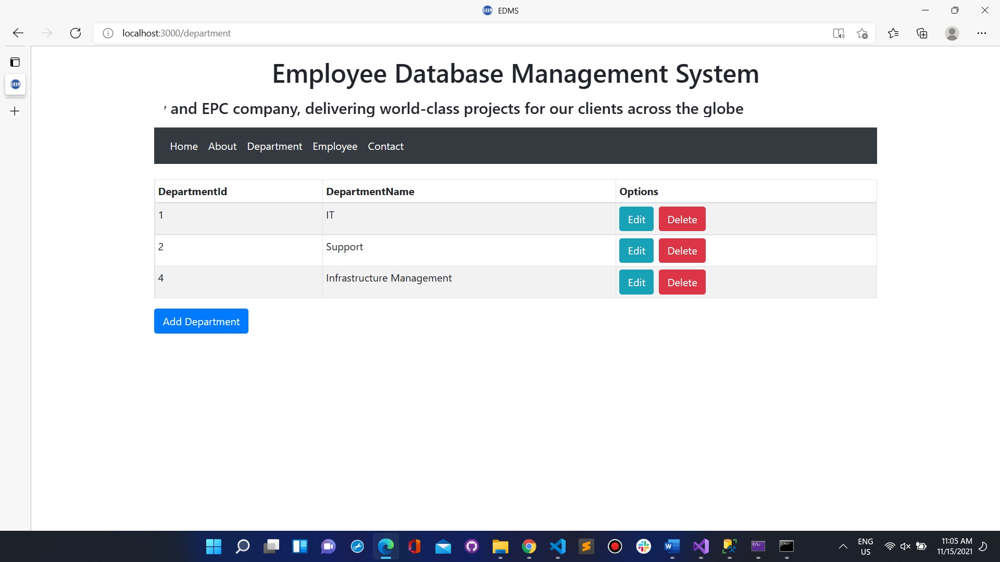 EDMS
localhost:3000/department
EIL
Employee Database Management System
and EPC company, delivering world-class projects for our clients across the globe
Home About Department Employee Contact
DepartmentId DepartmentName Options
1 IT Edit Delete
2 Support Edit Delete
4 Infrastructure Management Edit Delete
Add Department
ENG
US
11:05 AM
11/15/2021